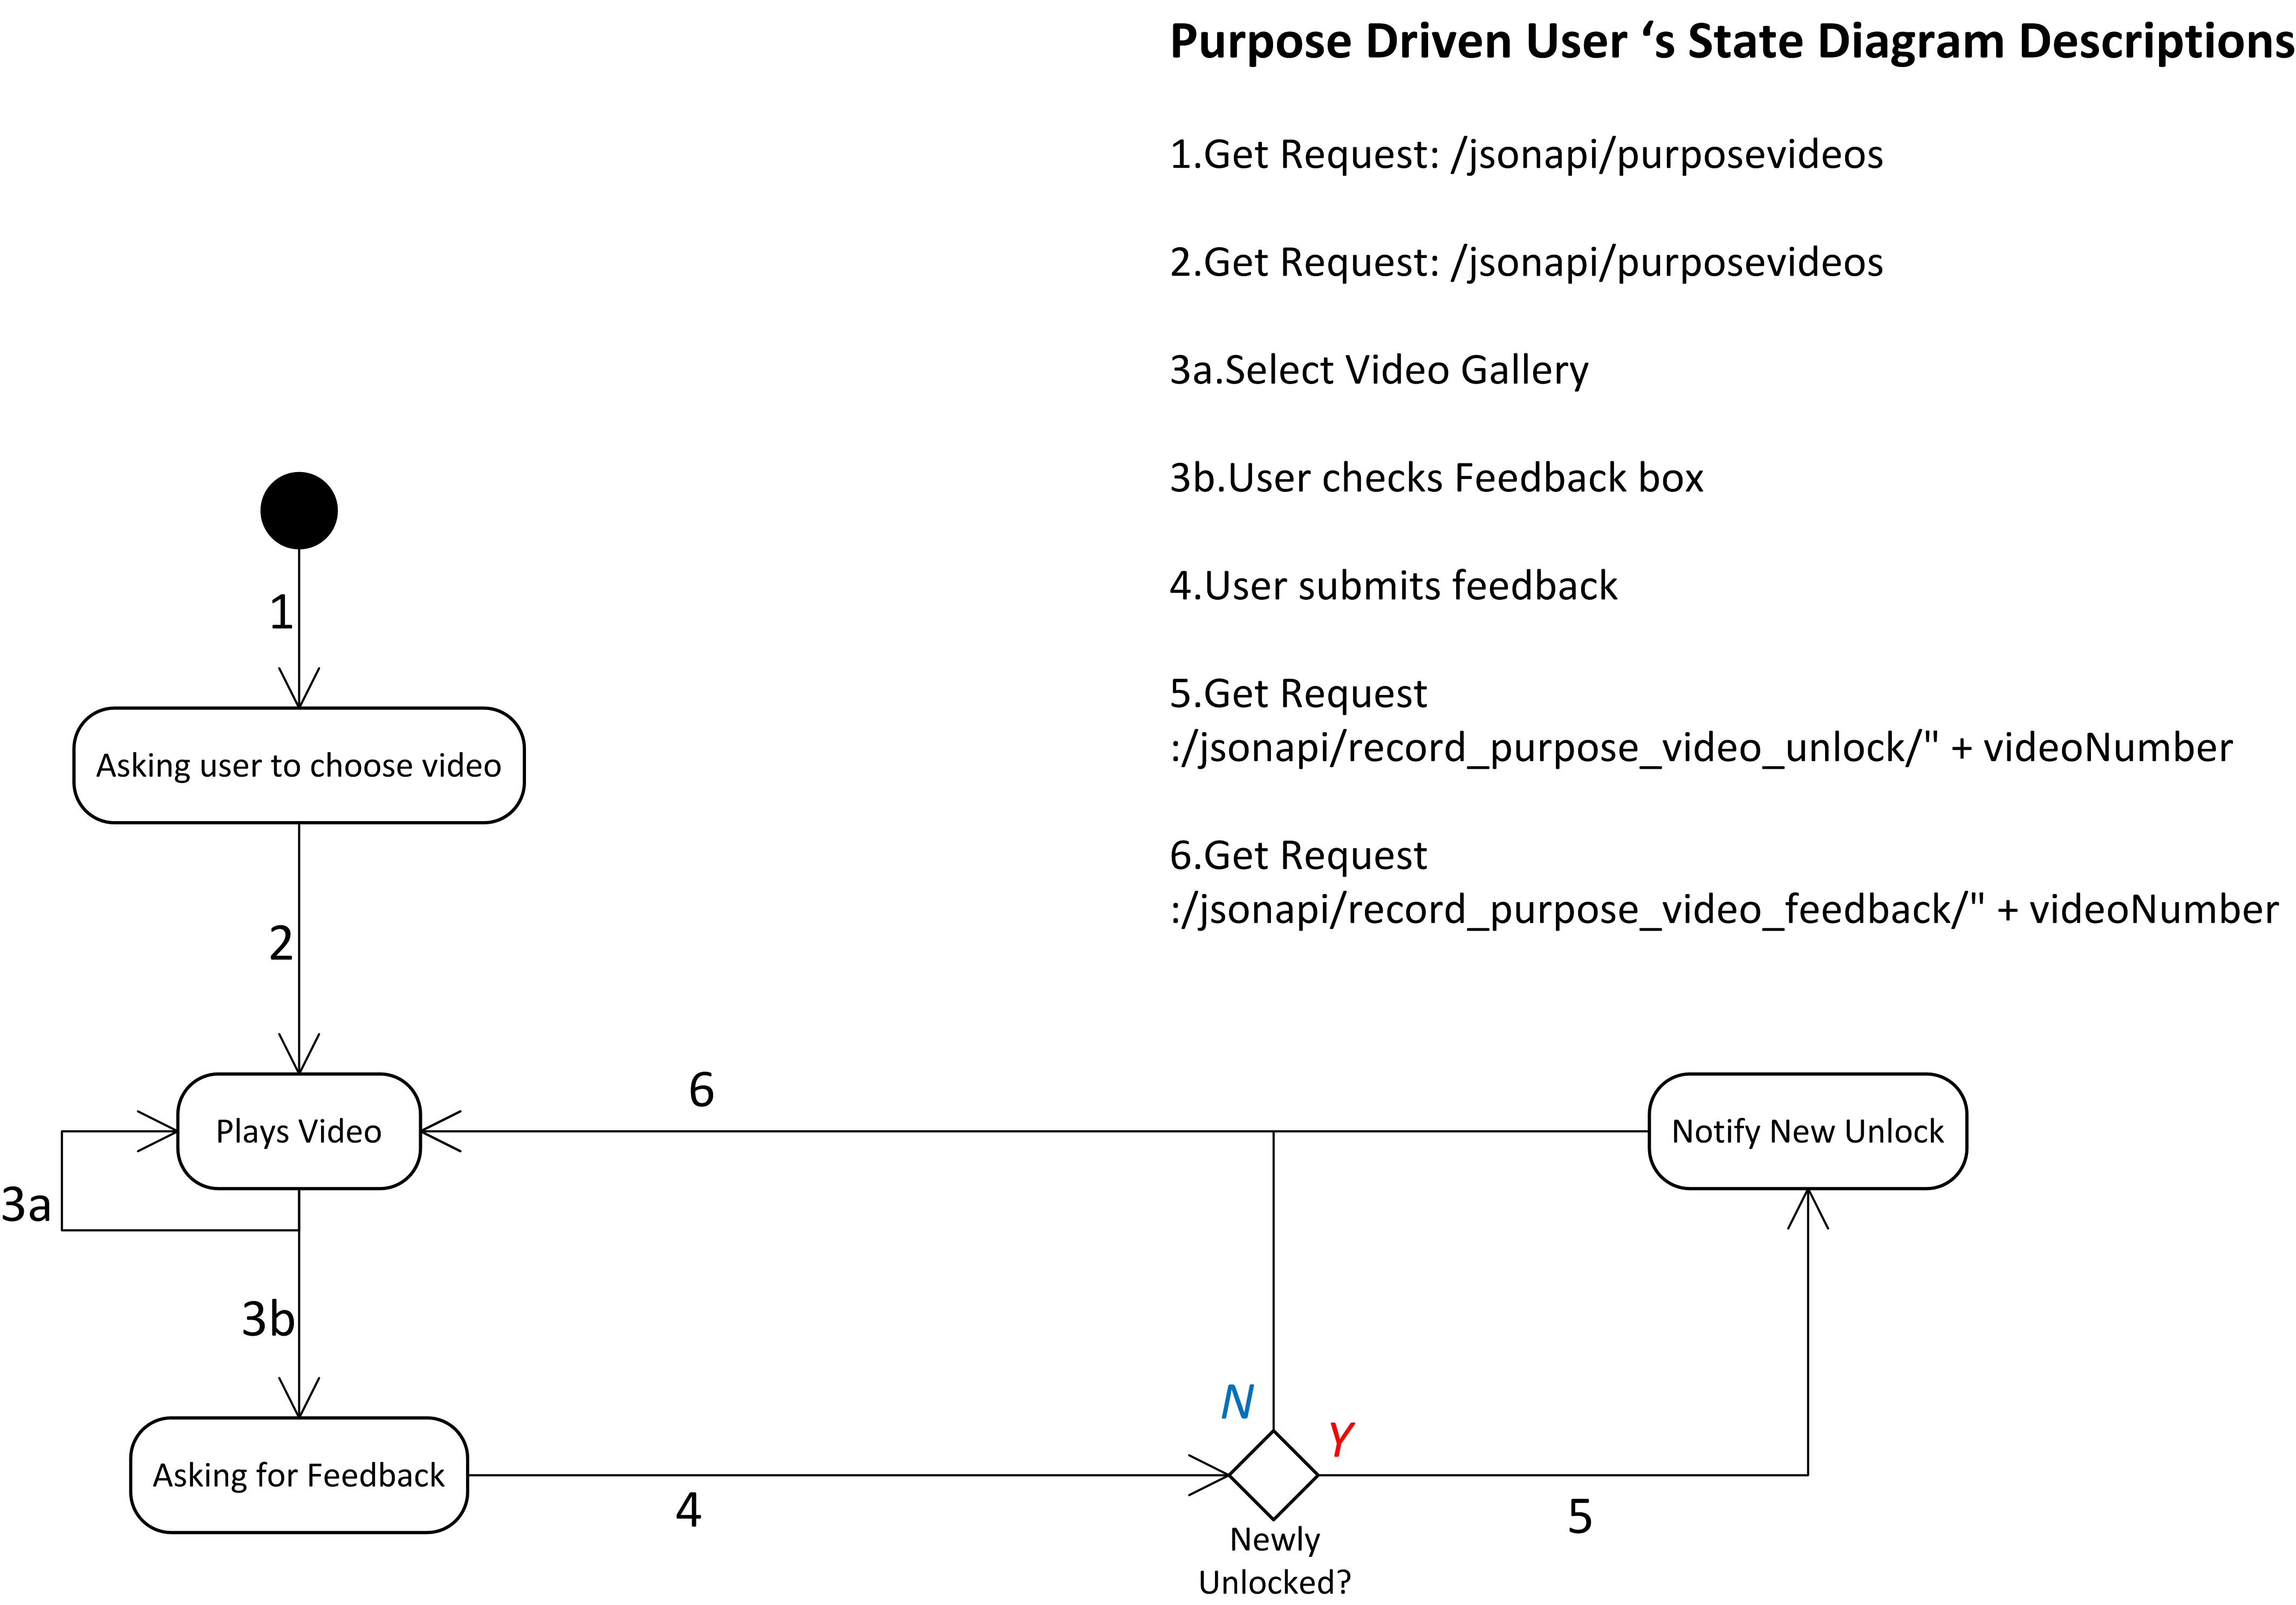 Purpose Driven User ‘s State Diagram Descriptions
1.Get Request: /jsonapi/purposevideos
2.Get Request: /jsonapi/purposevideos
3a.Select Video Gallery
3b.User checks Feedback box
4.User submits feedback
5.Get Request
:/jsonapi/record_purpose_video_unlock/" + videoNumber
6.Get Request
:/jsonapi/record_purpose_video_feedback/" + videoNumber
1
Asking user to choose video
2
6
Plays Video
Notify New Unlock
3a
3b
N
Y
Asking for Feedback
4
5
Newly
Unlocked?